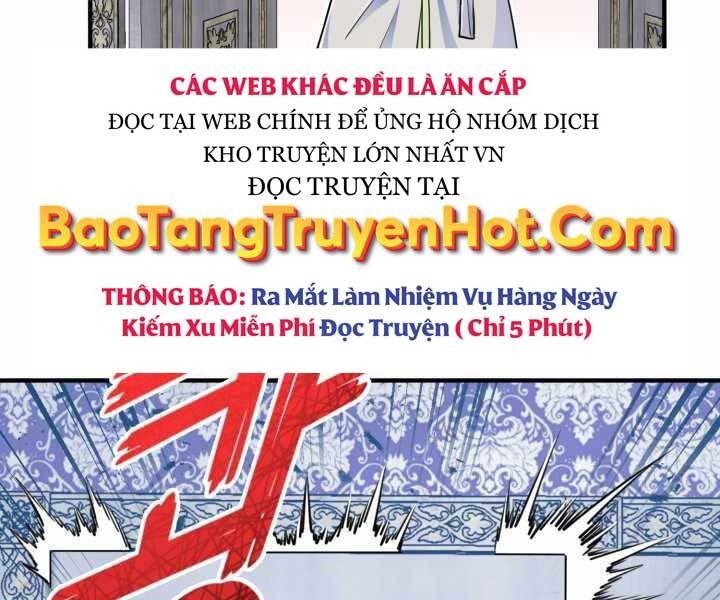 CÁC WEB KHÁC ĐỀU LÀ ĂN CẮP
ĐỌC TẠI WEB CHÍNH ĐỂ ỦNG HỘ NHÓM DỊCH
KHO TRUYỆN LỚN NHẤT VN
ĐỌC TRUYỆN TẠI
BaoTangTruyenHot.Com
THÔNG BÁO: Ra Mắt Làm Nhiệm Vụ Hàng Ngày
Kiếm Xu Miễn Phí Đọc Truyện ( Chỉ 5 Phút)